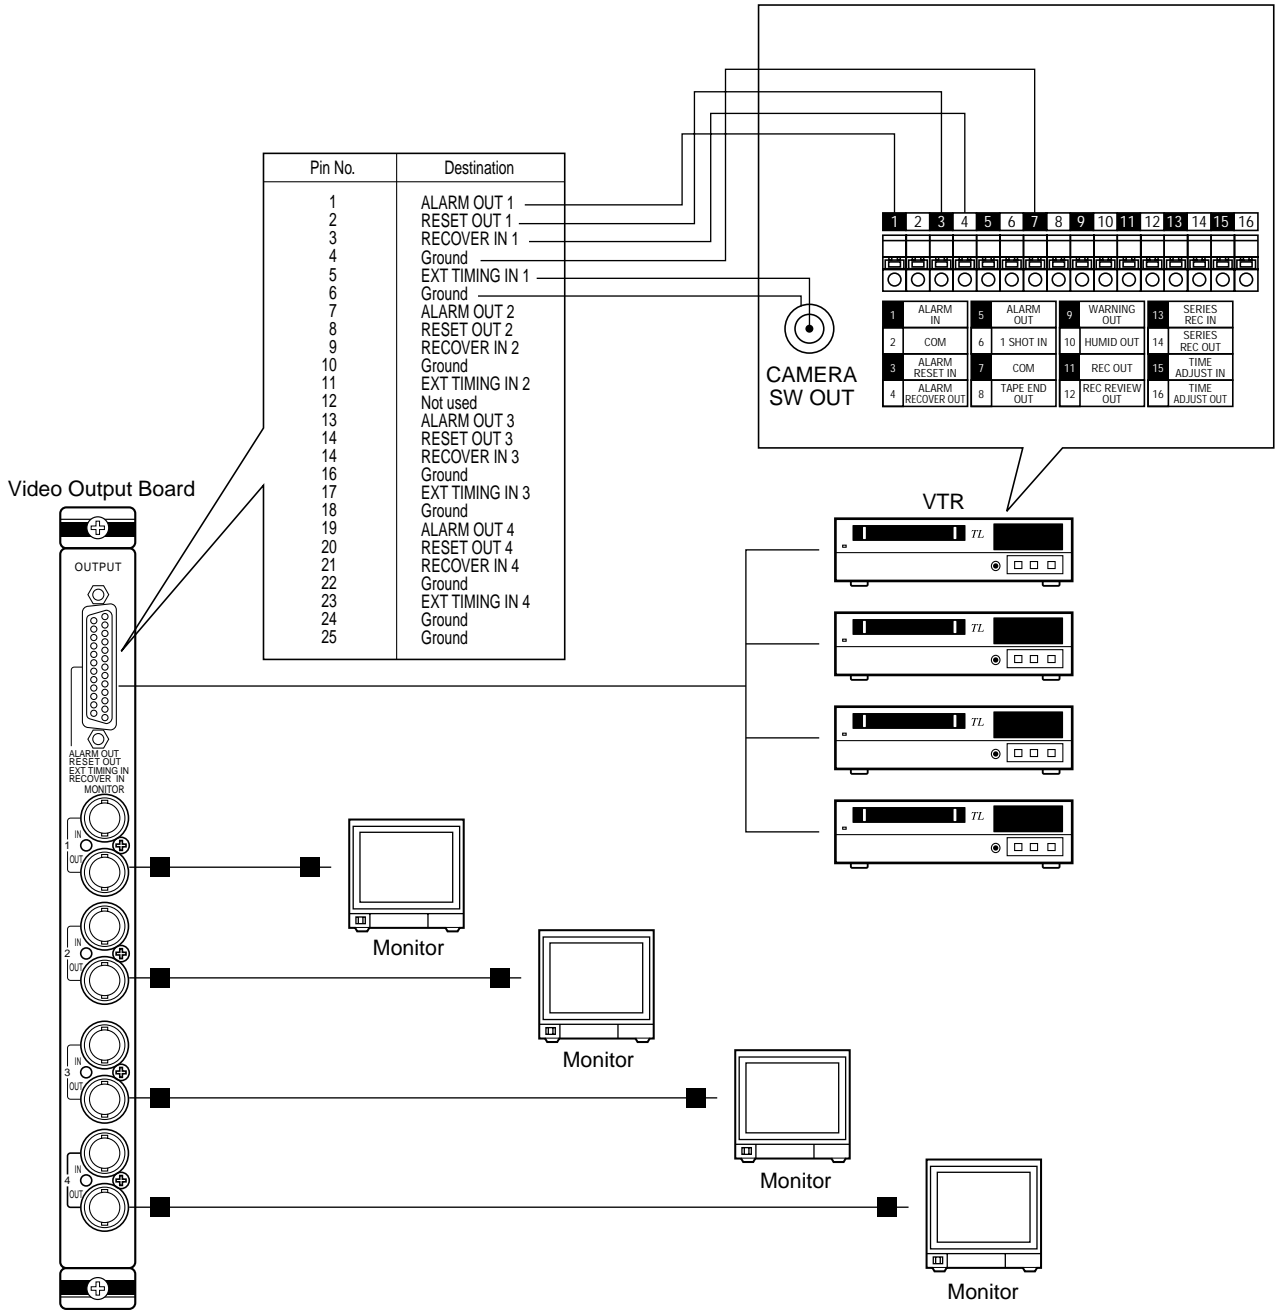 Pin No. Destination
1 ALARM OUT 1
2 RESET OUT 1
3 RECOVER IN 1
4 Ground
5 EXT TIMING IN 1
6 Ground
7 ALARM OUT 2
8 RESET OUT 2
9 RECOVER IN 2
10 Ground
11 EXT TIMING IN 2
12 Not used
13 ALARM OUT 3
14 RESET OUT 3
14 RECOVER IN 3
16 Ground
17 EXT TIMING IN 3
18 Ground
19 ALARM OUT 4
20 RESET OUT 4
21 RECOVER IN 4
22 Ground
23 EXT TIMING IN 4
24 Ground
25 Ground
1 2 3 4 5 6 7 8 9 10 11 12 13 14 15 16
1 ALARM IN
2 COM
3 ALARM RESET IN
4 ALARM RECOVER OUT
5 ALARM OUT
6 1 SHOT IN
7 COM
8 TAPE END OUT
9 WARNING OUT
10 HUMID OUT
11 REC OUT
12 REC REVIEW OUT
13 SERIES REC IN
14 SERIES REC OUT
15 TIME ADJUST IN
16 TIME ADJUST OUT
CAMERA
SW OUT
VTR
TL
TL
TL
TL
Video Output Board
OUTPUT
ALARM OUT
RESET OUT
EXT TIMING IN
RECOVER IN
MONITOR
IN
1
OUT
IN
2
OUT
IN
3
OUT
IN
4
OUT
Monitor
Monitor
Monitor
Monitor